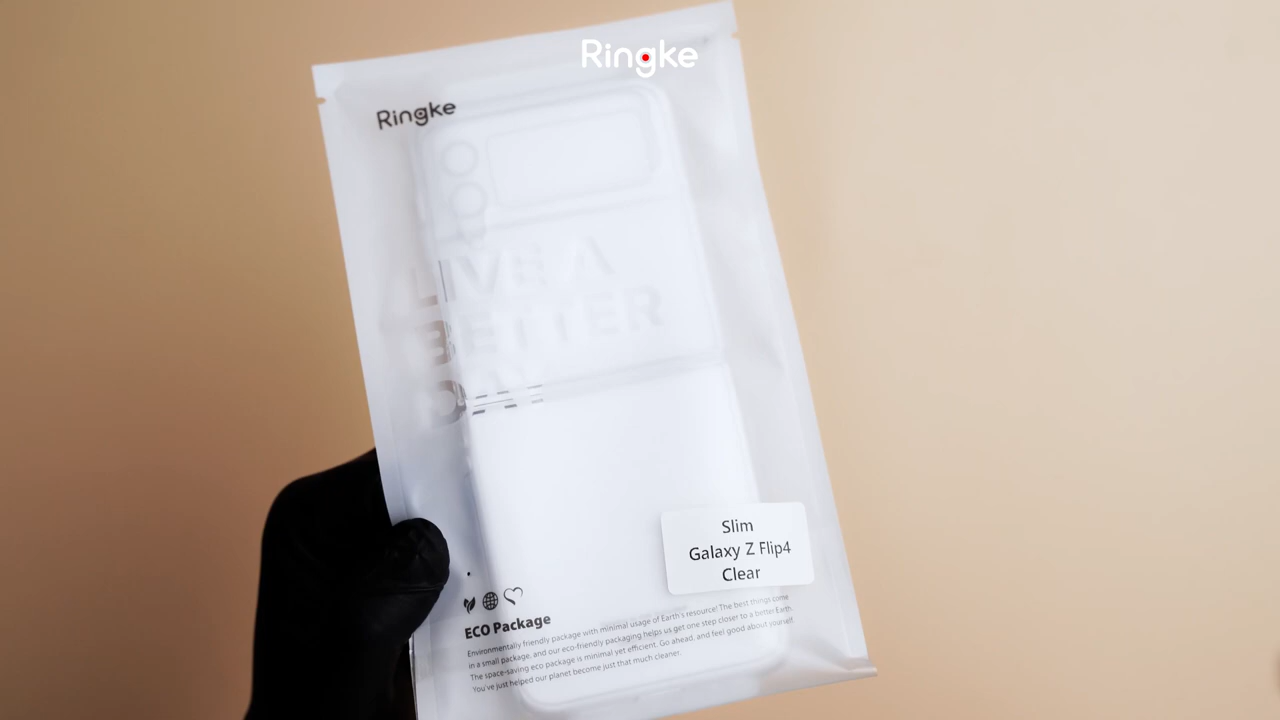 Ringke
Ringke
LIVE A
BETTER
DAY
Slim
Galaxy Z Flip4
Clear
ECO Package
Environmentally friendly package with minimal usage of Earth's resource! The best things come
in a small package, and our eco-friendly packaging helps us get one step closer to a better Earth.
The space-saving eco package is minimal yet efficient. Go ahead, and feel good about yourself.
You've just helped our planet become just that much cleaner.